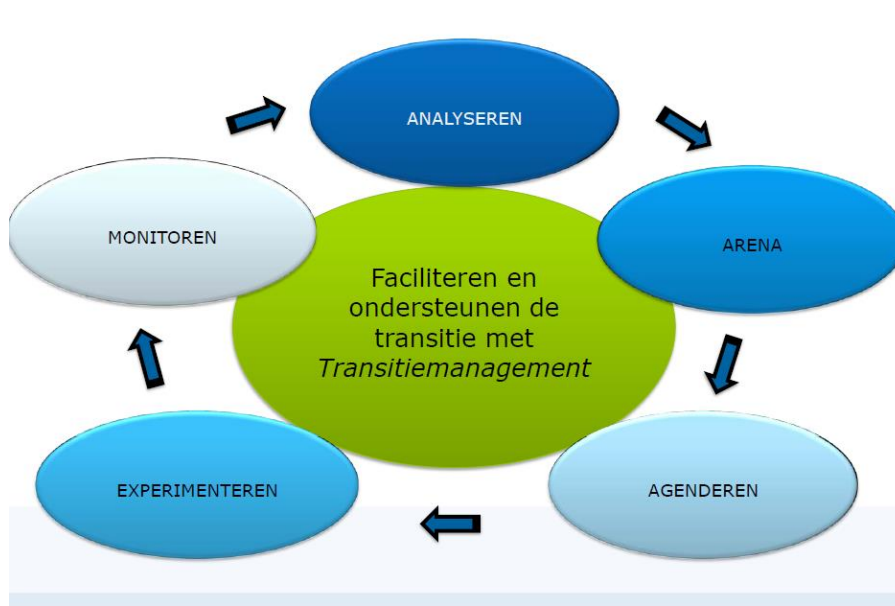 ANALYSEREN
MONITOREN
ARENA
Faciliteren en
ondersteunen de
transitie met
Transitiemanagement
EXPERIMENTEREN
AGENDEREN